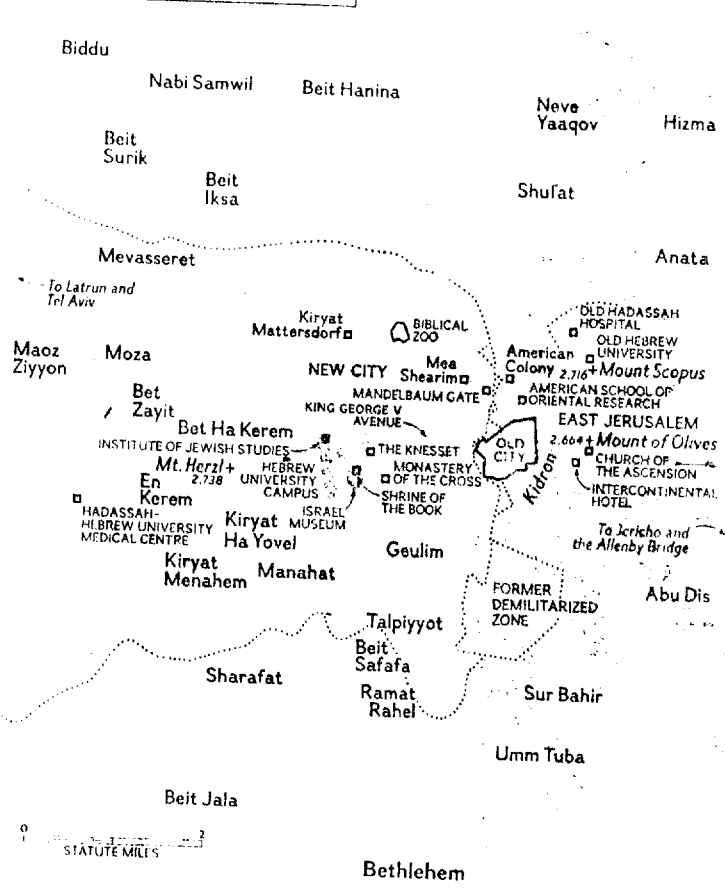 Biddu
Nabi Samwil
Beit Hanina
Neve
Yaaqov
Hizma
Beit
Surik
Beit
Iksa
Shufat
Mevasseret
Anata
To Latrun and
Tel Aviv
Kiryat
Mattersdorf
BIBLICAL
ZOO
OLD HADASSAH
HOSPITAL
OLD HEBREW
UNIVERSITY
Maoz
Ziyyon
Moza
NEW CITY
Mea
Shearim
American
Colony
2,716 + Mount Scopus
MANDELBAUM GATE
AMERICAN SCHOOL OF
ORIENTAL RESEARCH
Bet
Zayit
KING GEORGE V
AVENUE
EAST JERUSALEM
Bet Ha Kerem
INSTITUTE OF JEWISH STUDIES
THE KNESSET
OLD
CITY
2,664 + Mount of Olives
Mt. Herzl +
2,738
HEBREW
UNIVERSITY
CAMPUS
MONASTERY
OF THE CROSS
Kidron
CHURCH OF
THE ASCENSION
En
Kerem
SHRINE OF
THE BOOK
INTERCONTINENTAL
HOTEL
HADASSAH-
HEBREW UNIVERSITY
MEDICAL CENTRE
ISRAEL
MUSEUM
Kiryat
Ha Yovel
To Jericho and
the Allenby Bridge
Geulim
Kiryat
Menahem
Manahat
FORMER
DEMILITARIZED
ZONE
Abu Dis
Talpiyyot
Beit
Safafa
Sharafat
Ramat
Rahel
Sur Bahir
Umm Tuba
Beit Jala
0 2
STATUTE MILES
Bethlehem